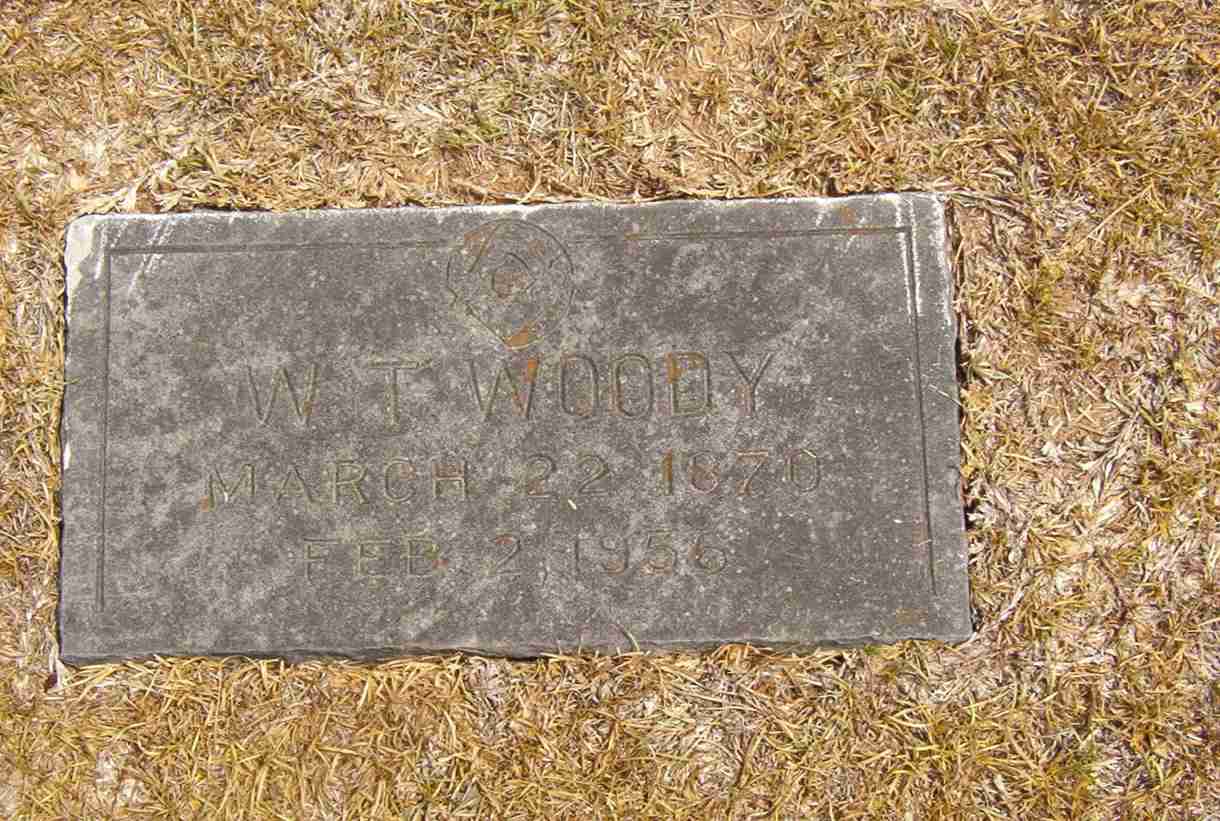 W T WOODY
MARCH 22 1870
FEB 2, 1956